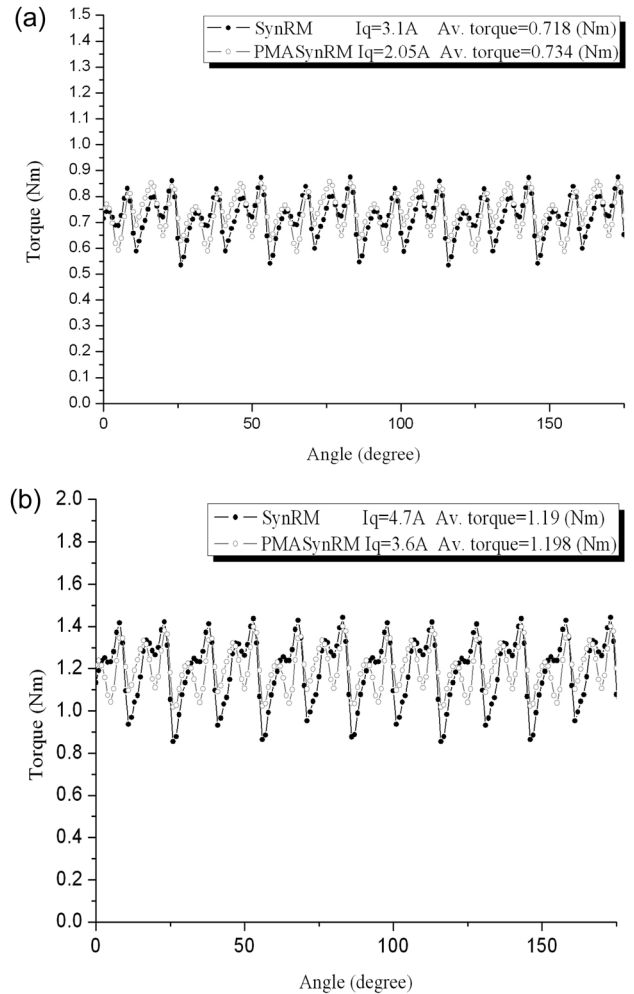 (a)
SynRM Iq=3.1A Av. torque=0.718 (Nm)
PMASynRM Iq=2.05A Av. torque=0.734 (Nm)
1.5
1.4
1.3
1.2
1.1
1.0
0.9
0.8
0.7
0.6
0.5
0.4
0.3
0.2
0.1
0.0
Torque (Nm)
0 50 100 150
Angle (degree)
(b)
SynRM Iq=4.7A Av. torque=1.19 (Nm)
PMASynRM Iq=3.6A Av. torque=1.198 (Nm)
2.0
1.8
1.6
1.4
1.2
1.0
0.8
0.6
0.4
0.2
0.0
Torque (Nm)
0 50 100 150
Angle (degree)